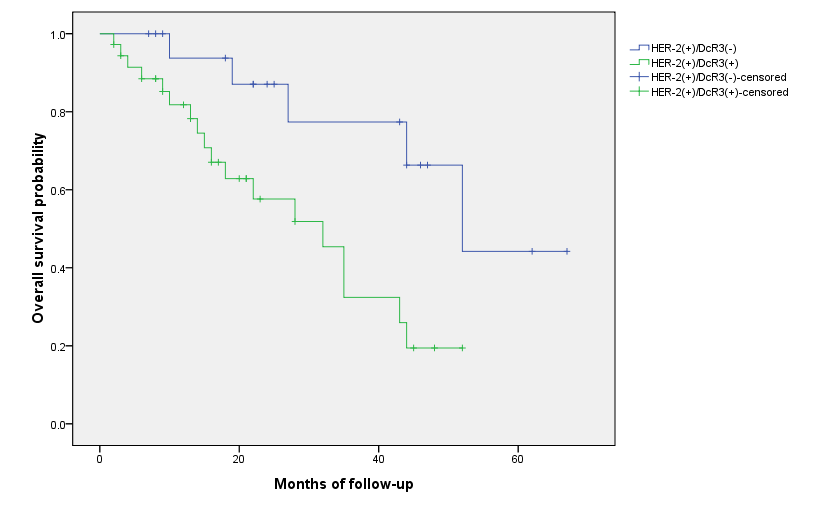 1.0
0.8
0.6
0.4
0.2
0.0
Overall survival probability
0 20 40 60
Months of follow-up
HER-2(+)/DcR3(-)
HER-2(+)/DcR3(+)
HER-2(+)/DcR3(-)-censored
HER-2(+)/DcR3(+)-censored